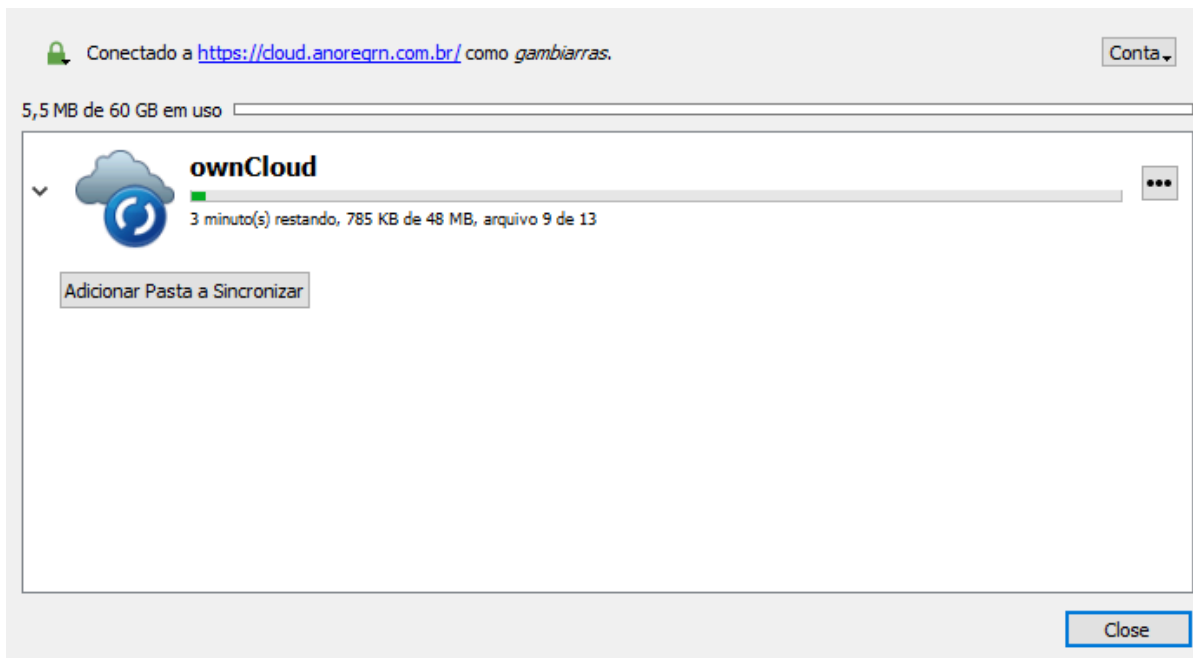 Conectado a https://cloud.anoregrn.com.br/ como gambiarras.
Conta
5,5 MB de 60 GB em uso
ownCloud
3 minuto(s) restando, 785 KB de 48 MB, arquivo 9 de 13
Adicionar Pasta a Sincronizar
Close